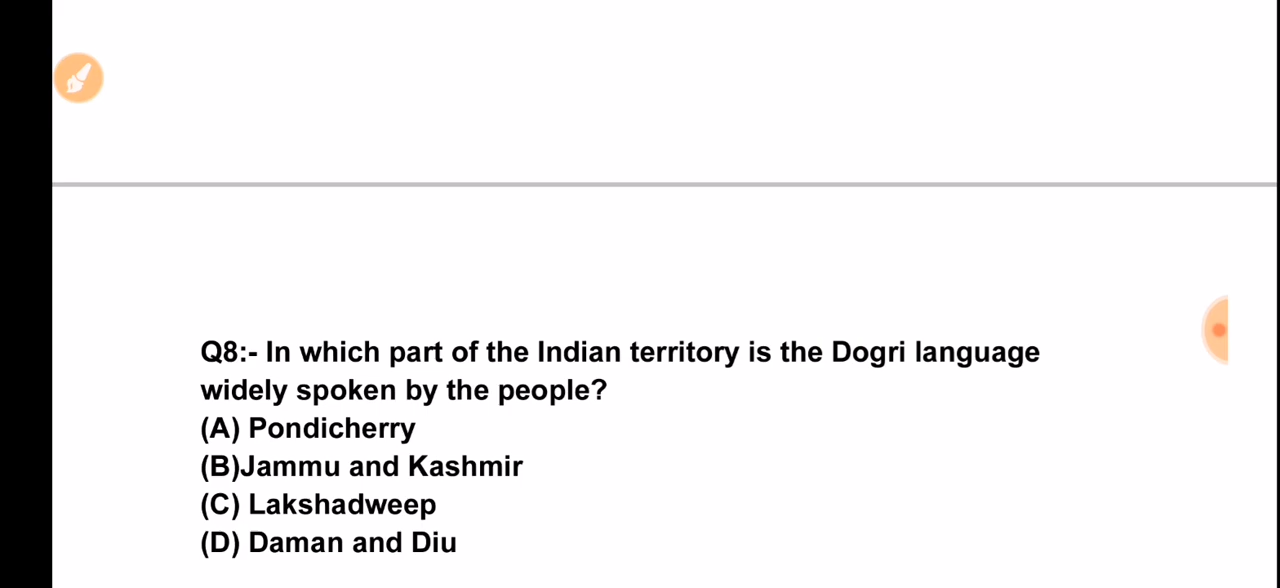 Q8:- In which part of the Indian territory is the Dogri language
widely spoken by the people?
(A) Pondicherry
(B)Jammu and Kashmir
(C) Lakshadweep
(D) Daman and Diu